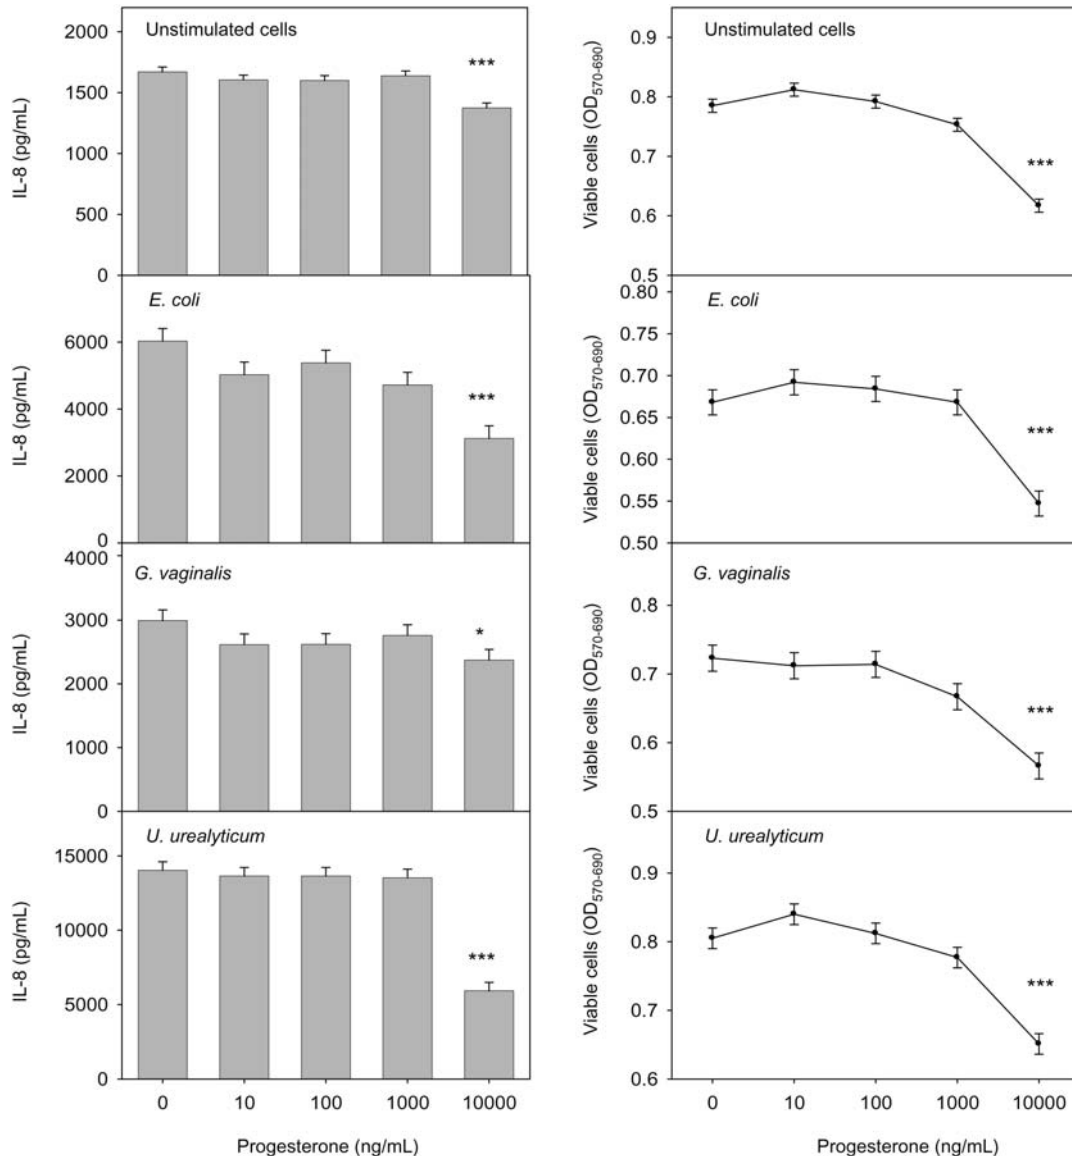 Unstimulated cells
IL-8 (pg/mL)
2000
1500
1000
500
0
***
Unstimulated cells
Viable cells (OD570-690)
0.9
0.8
0.7
0.6
0.5
***
E. coli
IL-8 (pg/mL)
6000
4000
2000
0
***
E. coli
Viable cells (OD570-690)
0.80
0.75
0.70
0.65
0.60
0.55
0.50
***
G. vaginalis
IL-8 (pg/mL)
4000
3000
2000
1000
0
*
G. vaginalis
Viable cells (OD570-690)
0.8
0.7
0.6
0.5
***
U. urealyticum
IL-8 (pg/mL)
15000
10000
5000
0
***
0 10 100 1000 10000
Progesterone (ng/mL)
U. urealyticum
Viable cells (OD570-690)
0.9
0.8
0.7
0.6
***
0 10 100 1000 10000
Progesterone (ng/mL)